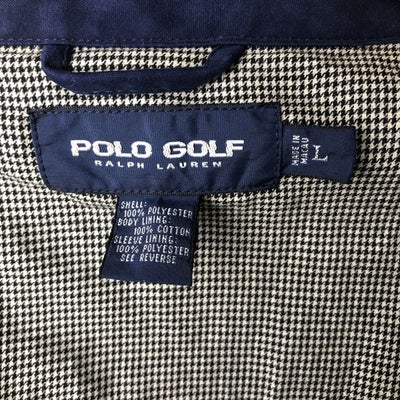 POLO GOLF
RALPH LAUREN
MADE IN
MACAU
L
SHELL:
100% POLYESTER
BODY LINING:
100% COTTON
SLEEVE LINING:
100% POLYESTER
SEE REVERSE